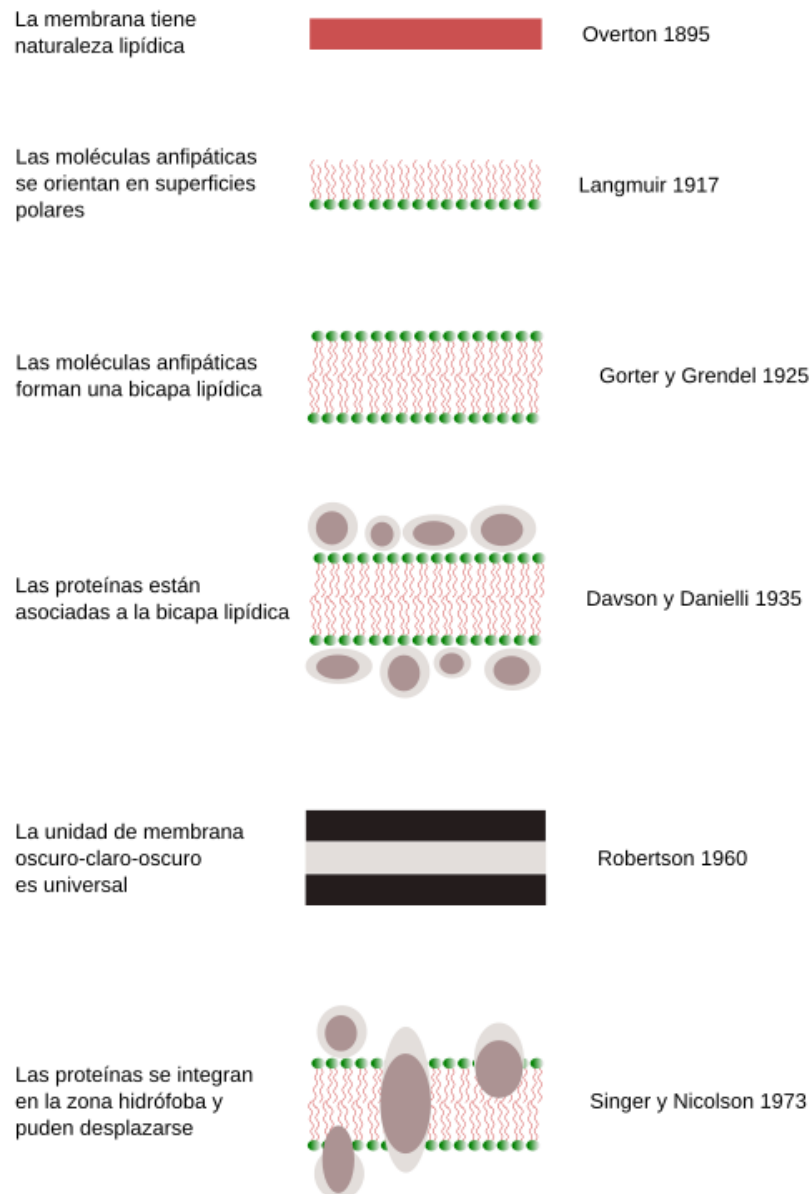 La membrana tiene
naturaleza lipídica
Overton 1895
Las moléculas anfipáticas
se orientan en superficies
polares
Langmuir 1917
Las moléculas anfipáticas
forman una bicapa lipídica
Gorter y Grendel 1925
Las proteínas están
asociadas a la bicapa lipídica
Davson y Danielli 1935
La unidad de membrana
oscuro-claro-oscuro
es universal
Robertson 1960
Las proteínas se integran
en la zona hidrófoba y
puden desplazarse
Singer y Nicolson 1973